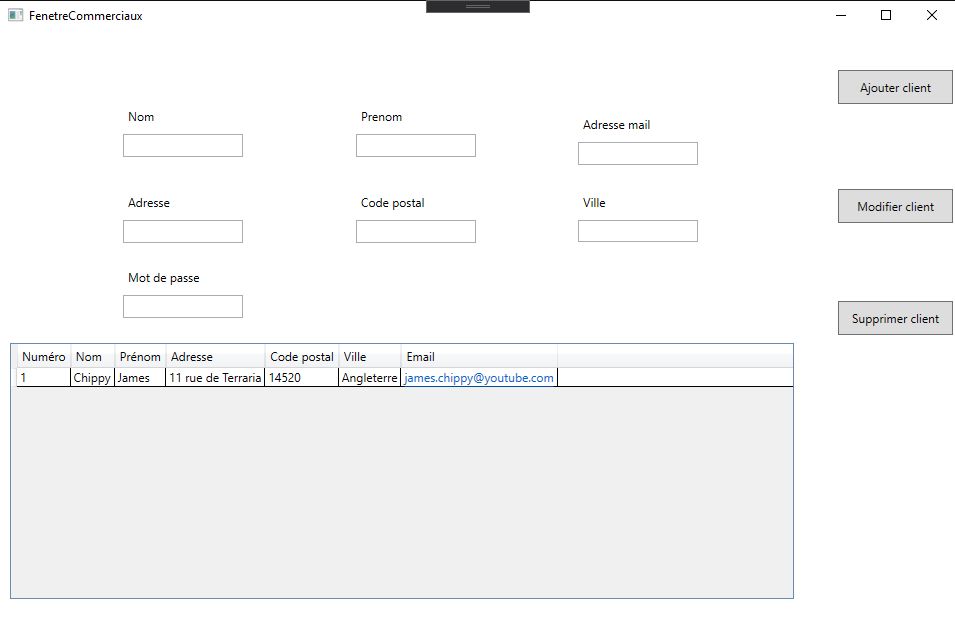 FenetreCommerciaux
Ajouter client
Nom Prenom Adresse mail
Modifier client
Adresse Code postal Ville
Mot de passe
Supprimer client
Numéro Nom Prénom Adresse Code postal Ville Email
1 Chippy James 11 rue de Terraria 14520 Angleterre james.chippy@youtube.com